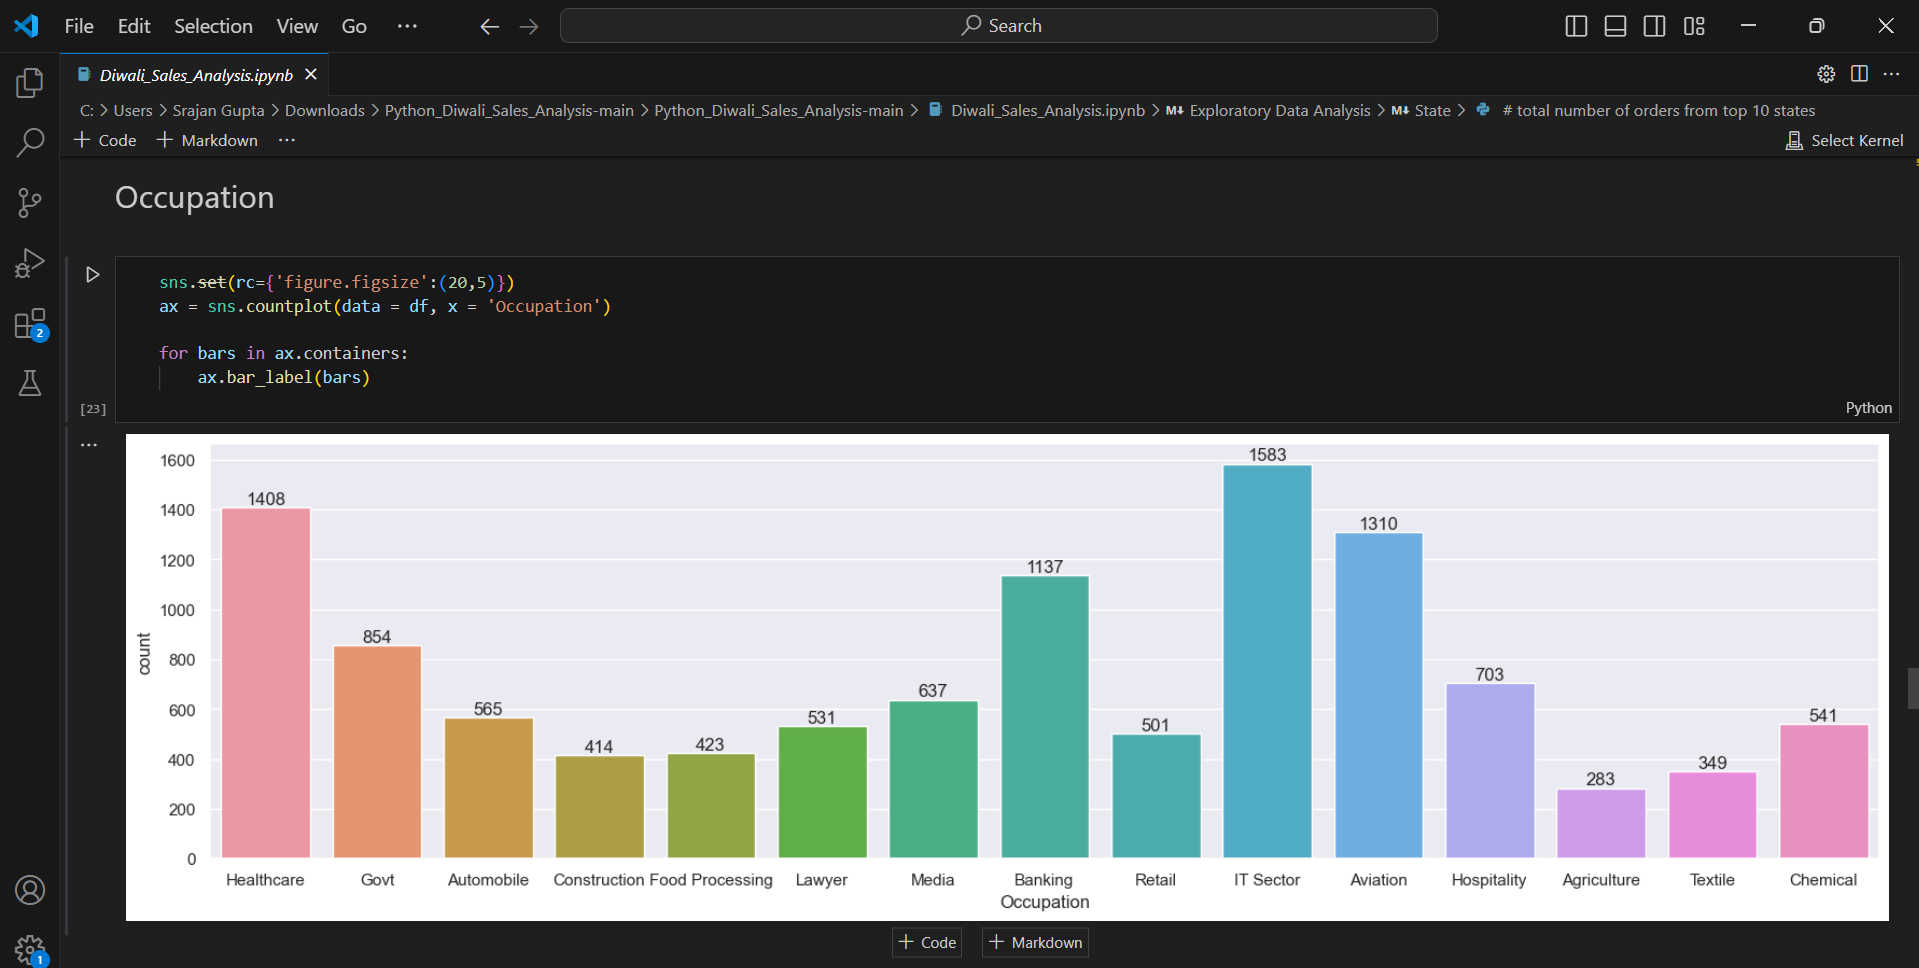 File Edit Selection View Go ··· Search
Diwali_Sales_Analysis.ipynb
C: > Users > Srajan Gupta > Downloads > Python_Diwali_Sales_Analysis-main > Python_Diwali_Sales_Analysis-main > Diwali_Sales_Analysis.ipynb > M↓ Exploratory Data Analysis > M↓ State > # total number of orders from top 10 states
+ Code + Markdown ··· Select Kernel
Occupation
sns.set(rc={'figure.figsize':(20,5)})
ax = sns.countplot(data = df, x = 'Occupation')
for bars in ax.containers:
    ax.bar_label(bars)
[23]
Python
2
···
1600
1400
1200
1000
800
600
400
200
0
count
1408
854
565
414
423
531
637
1137
501
1583
1310
703
283
349
541
Healthcare Govt Automobile Construction Food Processing Lawyer Media Banking Retail IT Sector Aviation Hospitality Agriculture Textile Chemical
Occupation
+ Code + Markdown
1